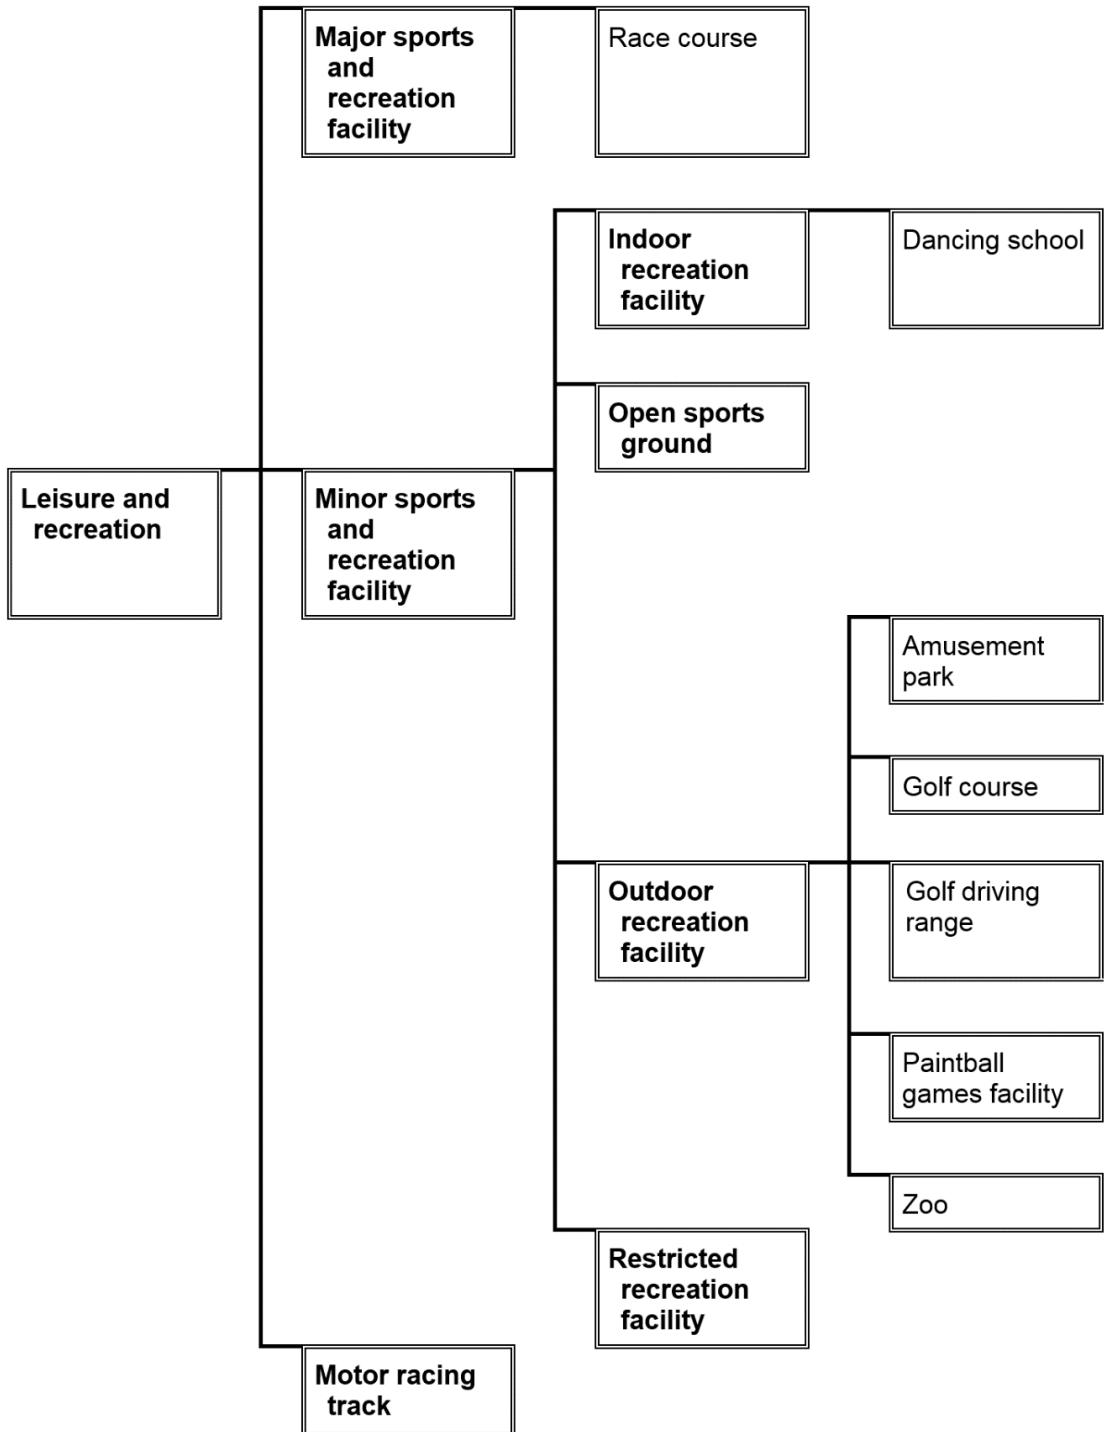 Major sports
and
recreation
facility
Race course
Indoor
recreation
facility
Dancing school
Open sports
ground
Leisure and
recreation
Minor sports
and
recreation
facility
Amusement
park
Golf course
Outdoor
recreation
facility
Golf driving
range
Paintball
games facility
Zoo
Restricted
recreation
facility
Motor racing
track